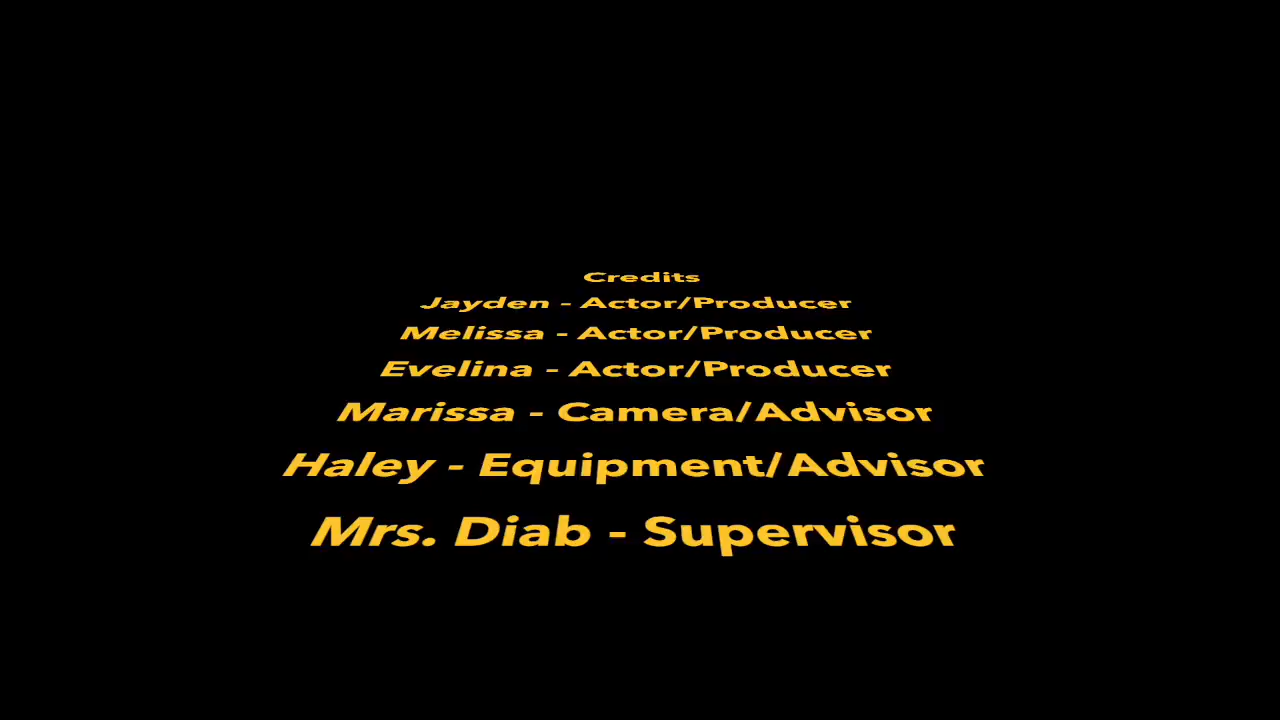 Credits
Jayden - Actor/Producer
Melissa - Actor/Producer
Evelina - Actor/Producer
Marissa - Camera/Advisor
Haley - Equipment/Advisor
Mrs. Diab - Supervisor